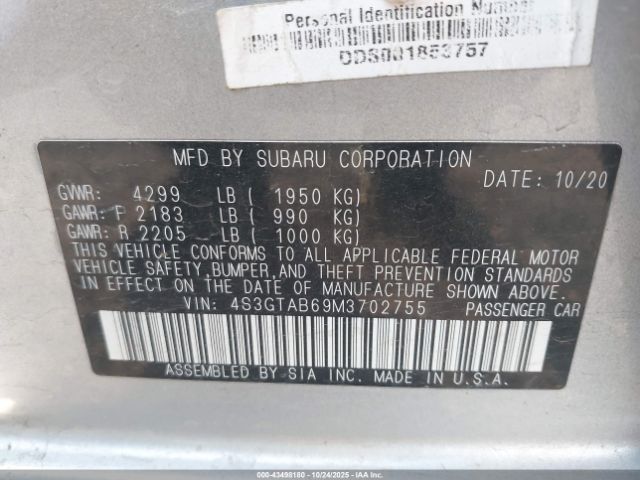 Personal Identification Number
DDS001853757
MFD BY SUBARU CORPORATION
DATE: 10/20
GVWR: 4299 LB ( 1950 KG)
GAWR: F 2183 LB ( 990 KG)
GAWR: R 2205 LB ( 1000 KG)
THIS VEHICLE CONFORMS TO ALL APPLICABLE FEDERAL MOTOR
VEHICLE SAFETY, BUMPER, AND THEFT PREVENTION STANDARDS
IN EFFECT ON THE DATE OF MANUFACTURE SHOWN ABOVE.
VIN: 4S3GTAB69M3702755 PASSENGER CAR
ASSEMBLED BY SIA INC. MADE IN U.S.A.
000-43498180 - 10/24/2025 - IAAI.COM